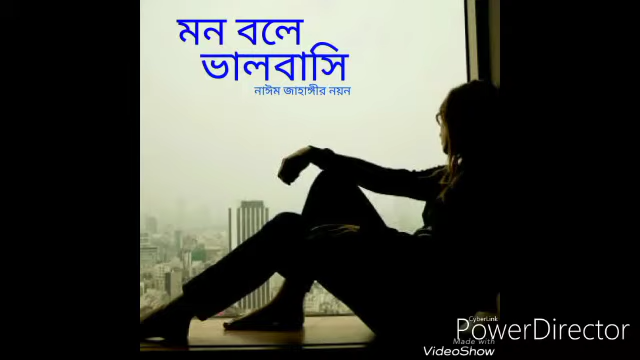 মন বলে
ভালবাসি
নাঈম জাহাঙ্গীর নয়ন
CyberLink
PowerDirector
Made with
VideoShow